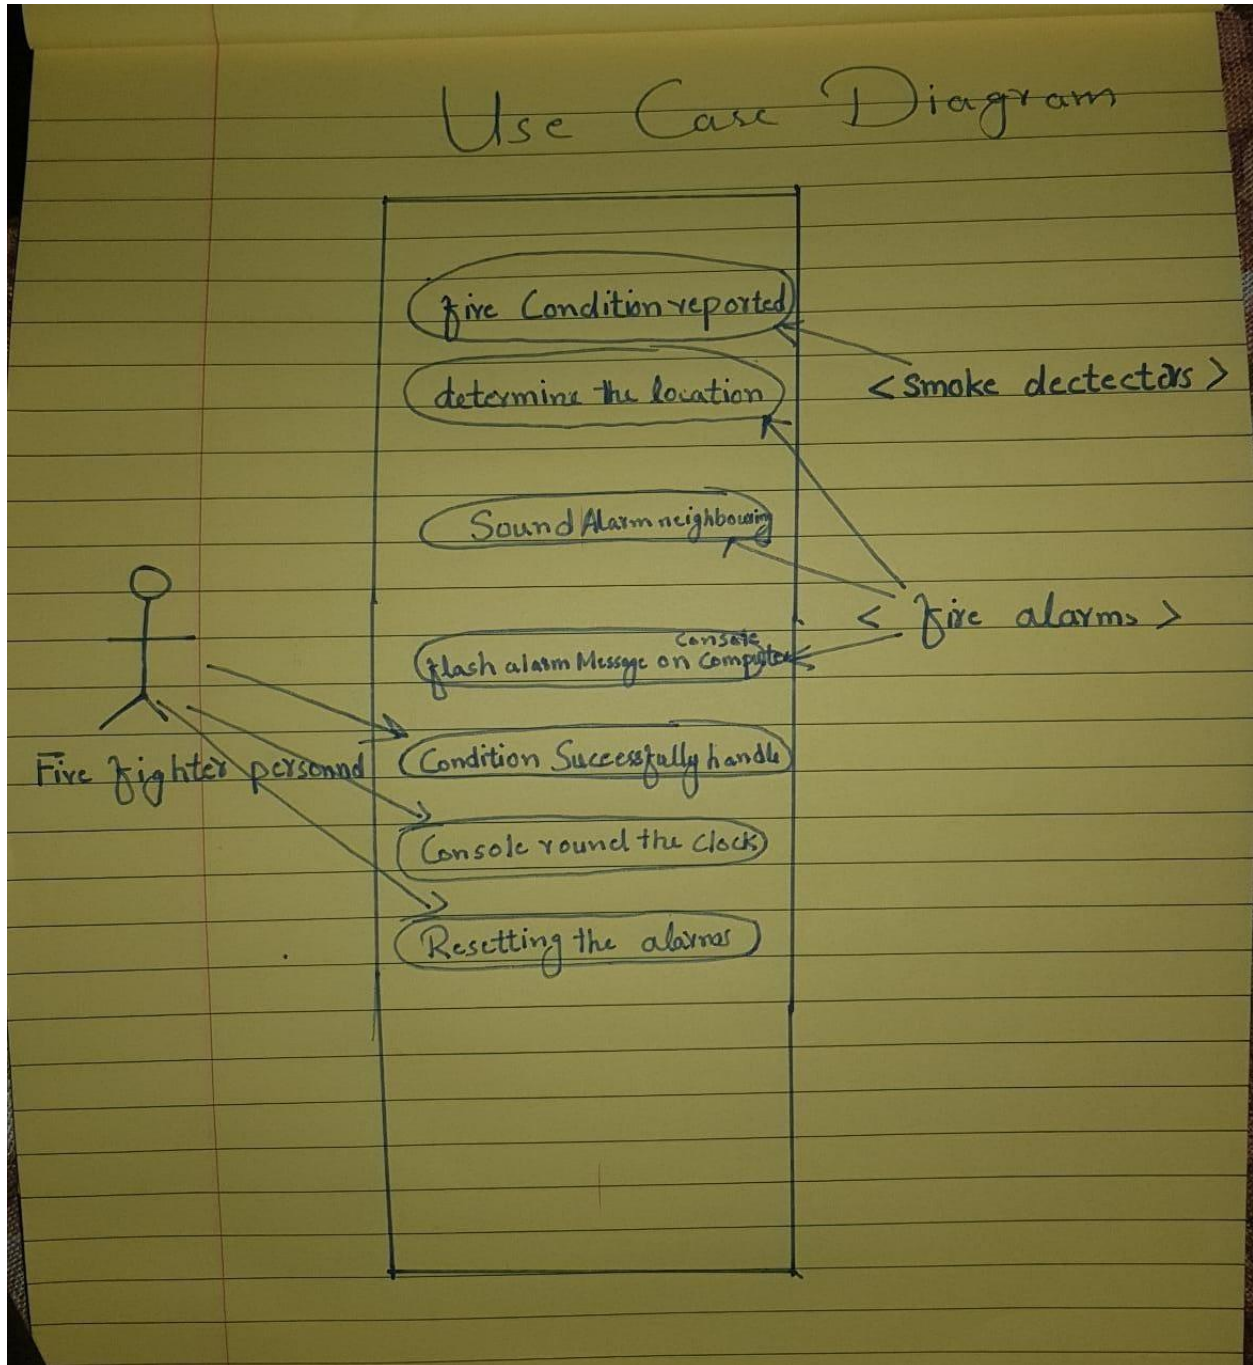 Use Case Diagram
Fire Condition reported
<smoke dectectors>
determine the location
Sound Alarm neighbouring
< fire alarms >
Console
flash alarm Message on Computer
Condition Successfully handle
Fire fighter personnd
Console round the clock
Resetting the alarms